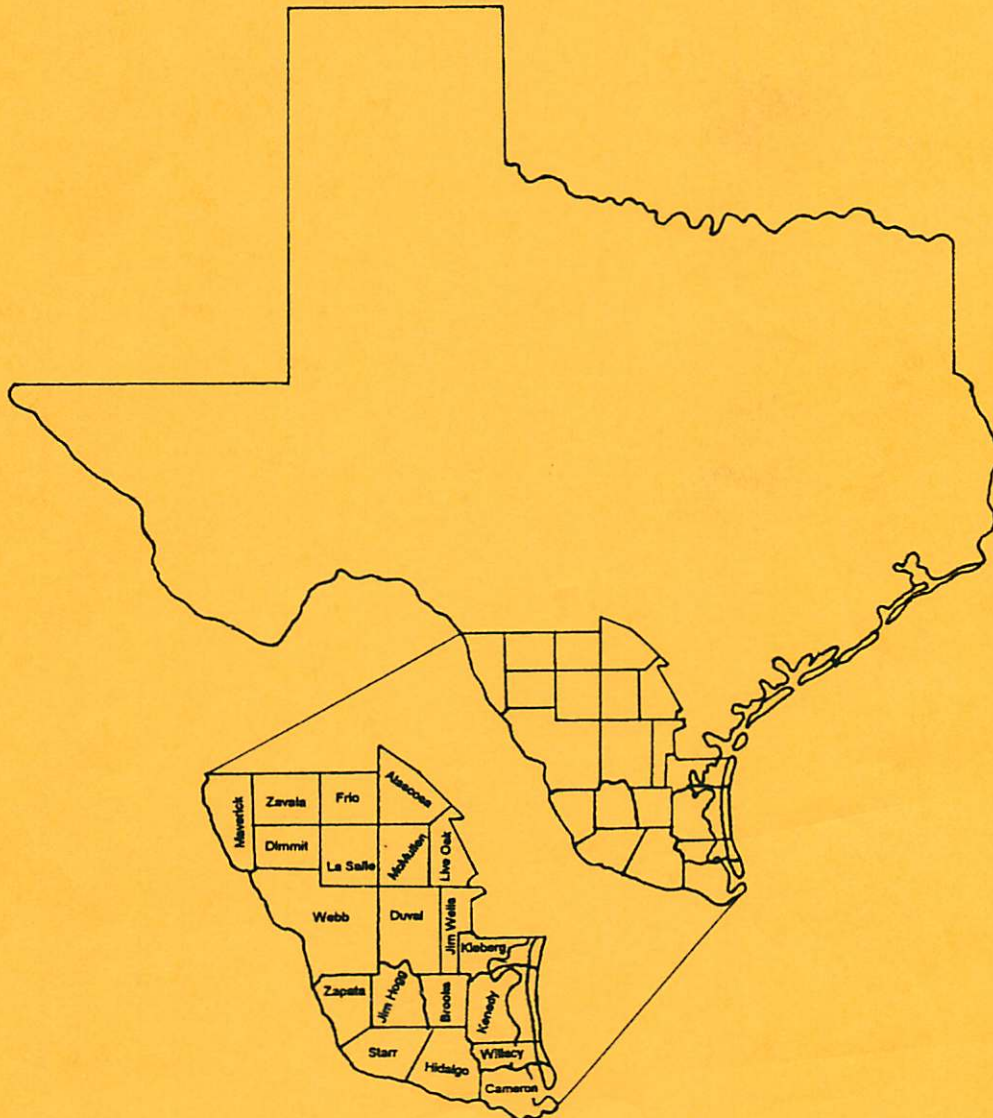 Atascosa
Maverick
Zavala
Frio
Dimmit
La Salle
McMullen
Live Oak
Webb
Duval
Jim Wells
Kleberg
Zapata
Jim Hogg
Brooks
Kenedy
Starr
Hidalgo
Willacy
Cameron